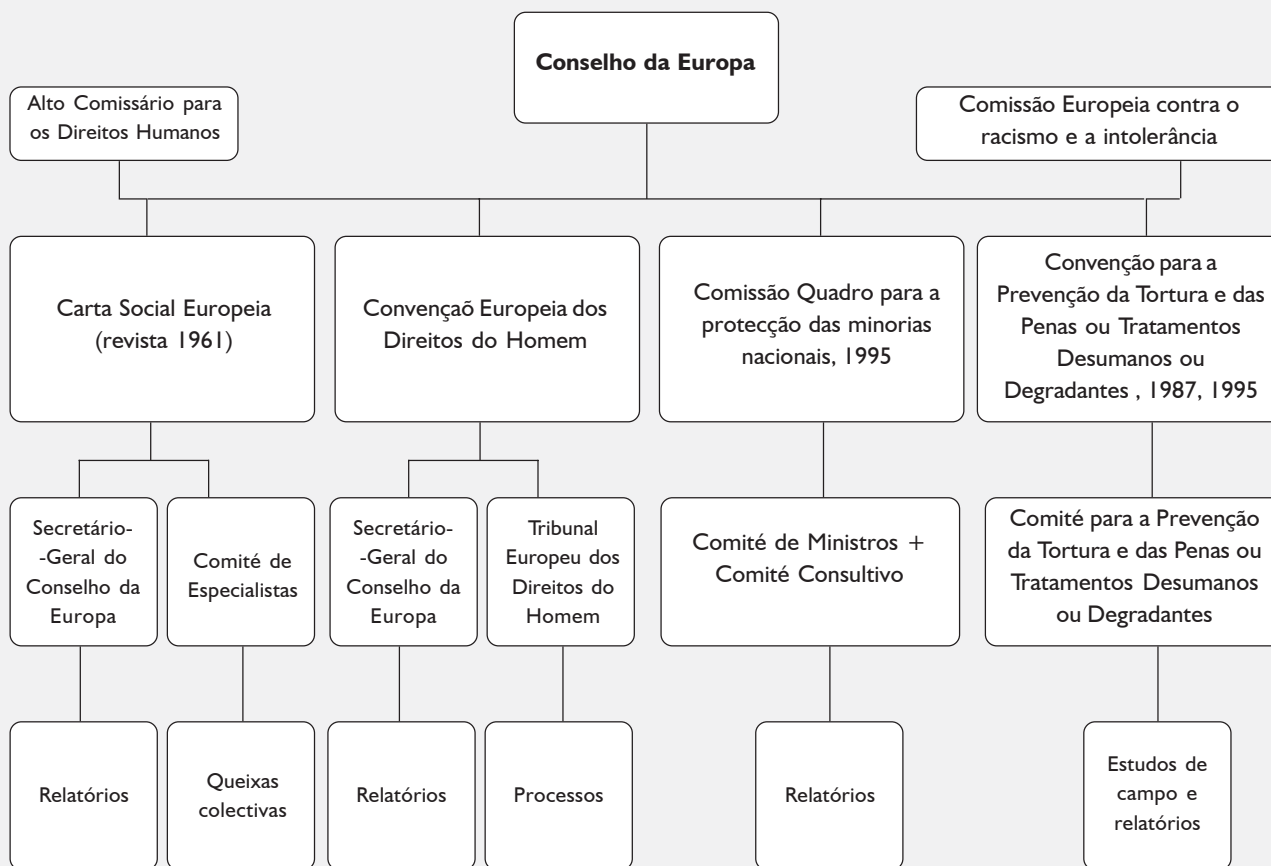 Conselho da Europa
Alto Comissário para
os Direitos Humanos
Comissão Europeia contra o
racismo e a intolerância
Carta Social Europeia
(revista 1961)
Convençaõ Europeia dos
Direitos do Homem
Comissão Quadro para a
protecção das minorias
nacionais, 1995
Convenção para a
Prevenção da Tortura e das
Penas ou Tratamentos
Desumanos ou
Degradantes , 1987, 1995
Secretário-
-Geral do
Conselho da
Europa
Comité de
Especialistas
Secretário-
-Geral do
Conselho da
Europa
Tribunal
Europeu dos
Direitos do
Homem
Comité de Ministros +
Comité Consultivo
Comité para a Prevenção
da Tortura e das Penas ou
Tratamentos Desumanos
ou Degradantes
Relatórios
Queixas
colectivas
Relatórios
Processos
Relatórios
Estudos de
campo e
relatórios